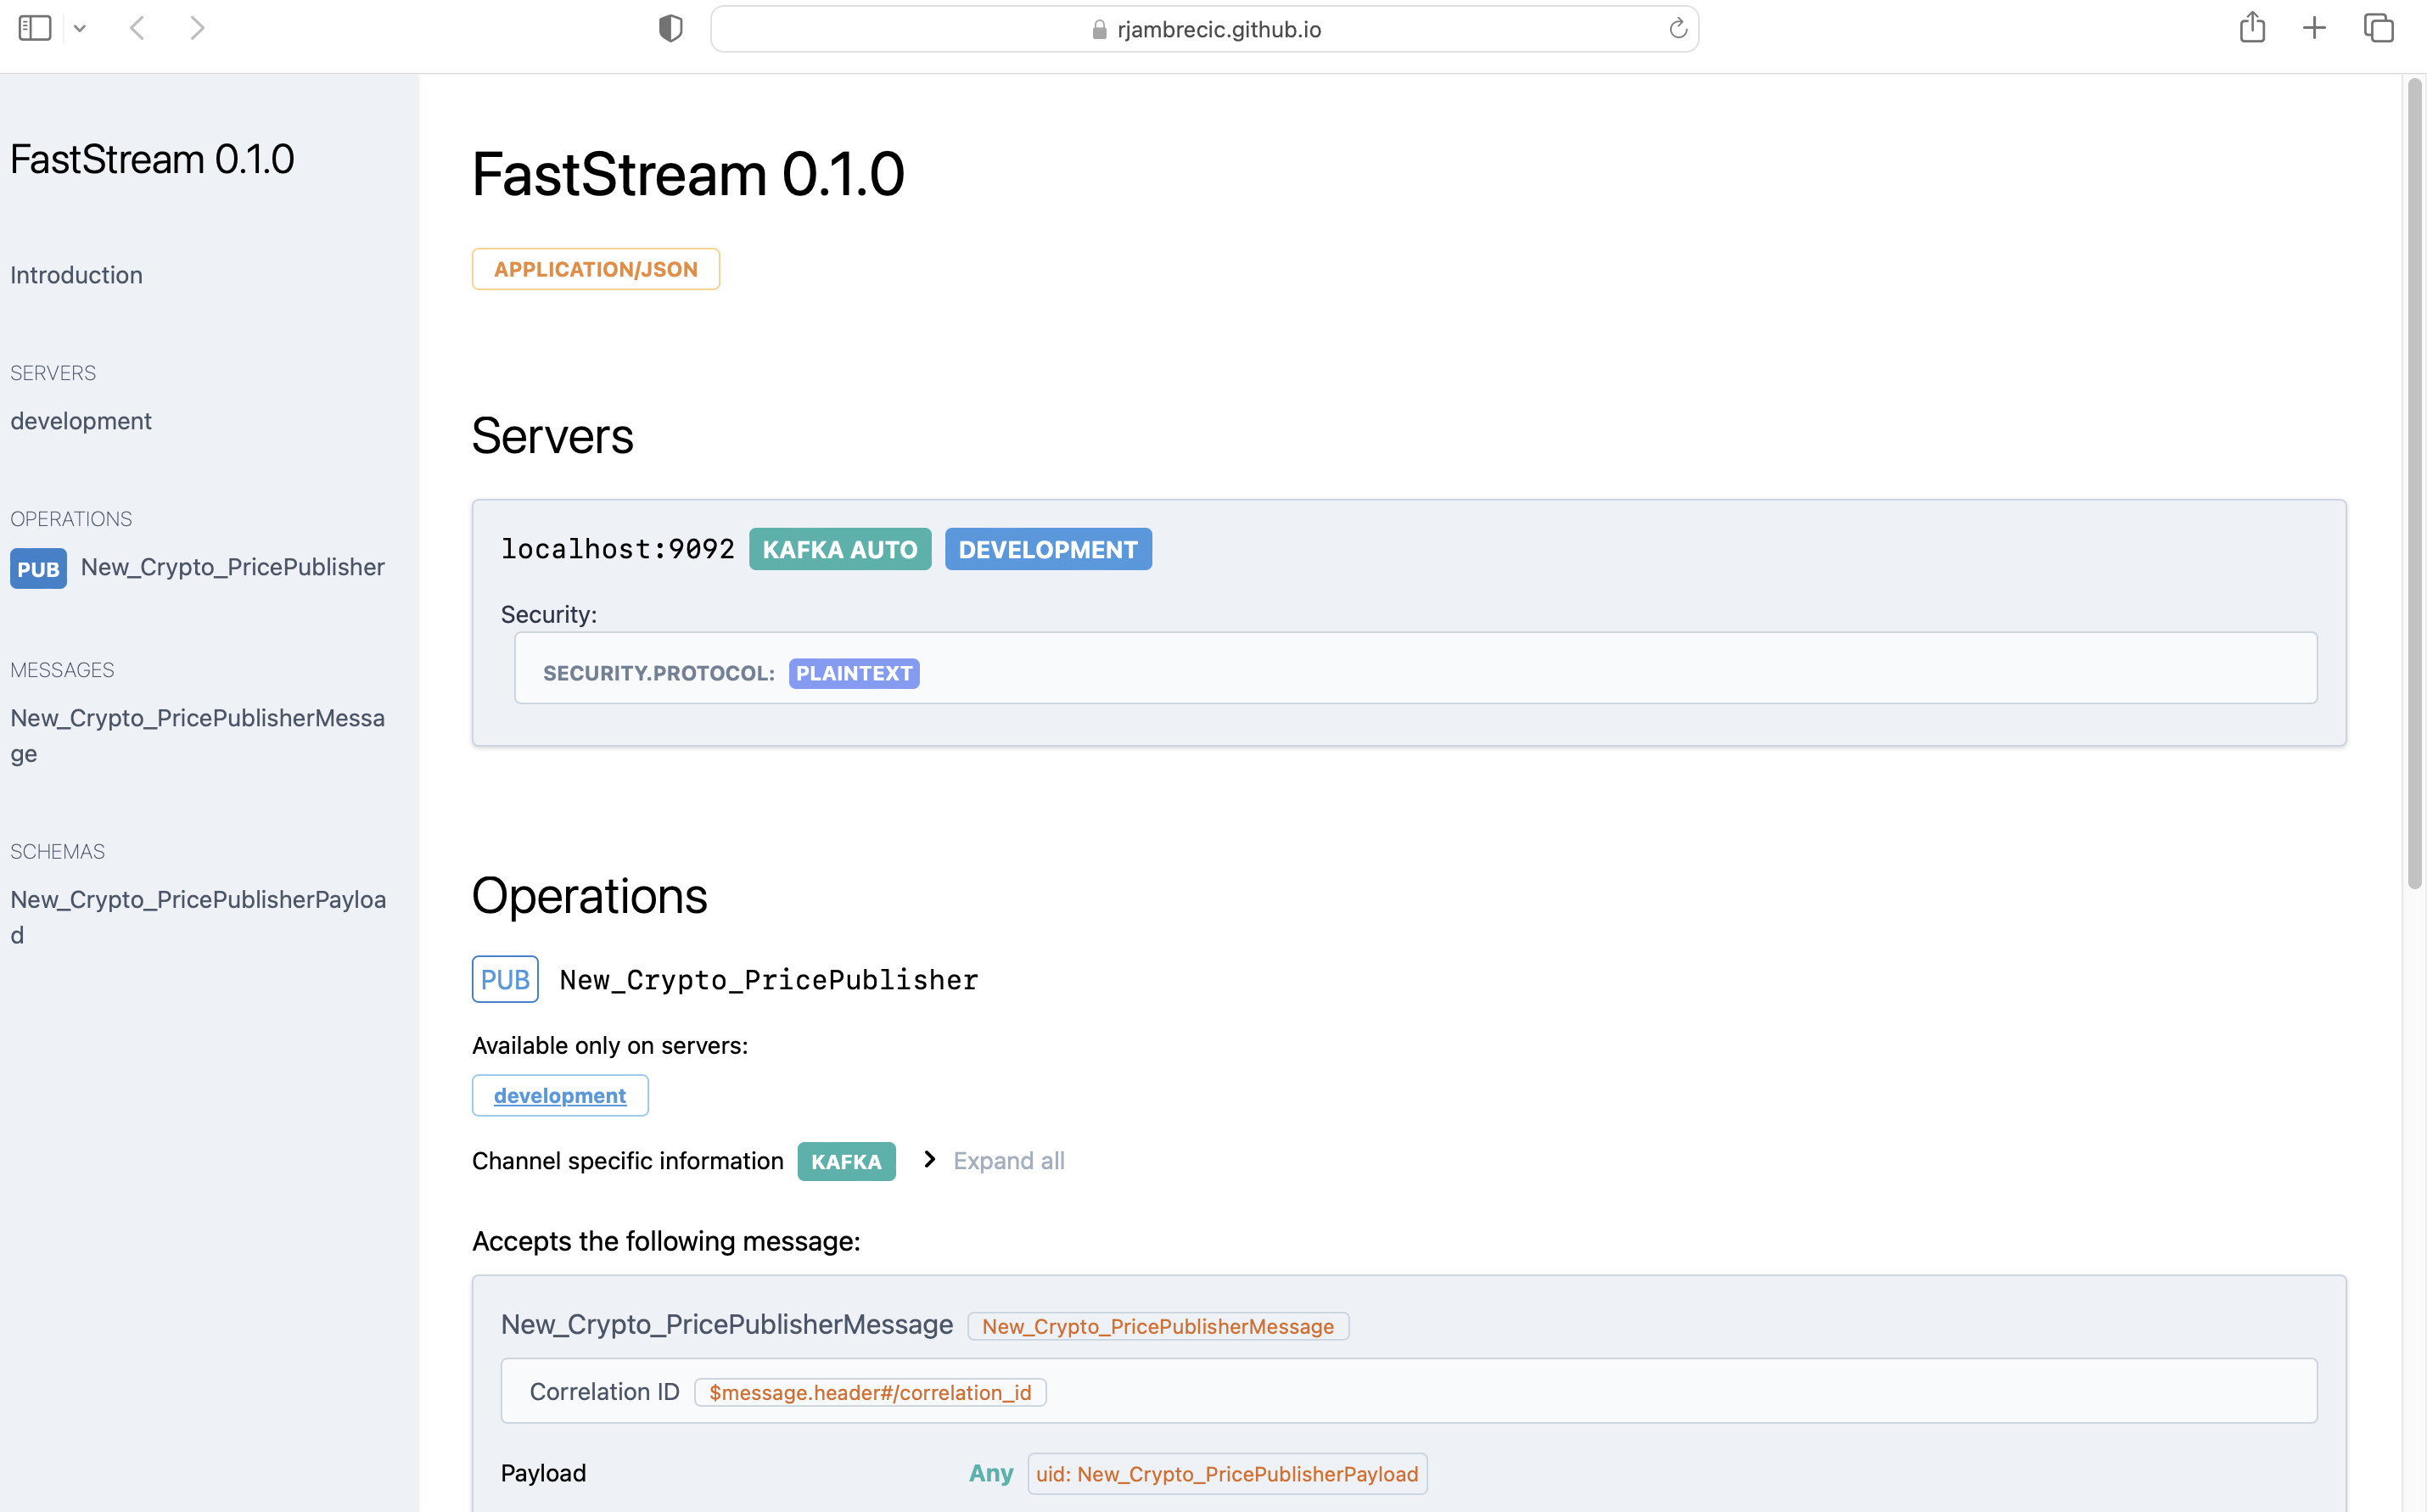 rjambrecic.github.io
FastStream 0.1.0
Introduction
SERVERS
development
OPERATIONS
PUB New_Crypto_PricePublisher
MESSAGES
New_Crypto_PricePublisherMessa
ge
SCHEMAS
New_Crypto_PricePublisherPayloa
d
FastStream 0.1.0
APPLICATION/JSON
Servers
localhost:9092 KAFKA AUTO DEVELOPMENT
Security:
SECURITY.PROTOCOL: PLAINTEXT
Operations
PUB New_Crypto_PricePublisher
Available only on servers:
development
Channel specific information KAFKA Expand all
Accepts the following message:
New_Crypto_PricePublisherMessage New_Crypto_PricePublisherMessage
Correlation ID $message.header#/correlation_id
Payload Any uid: New_Crypto_PricePublisherPayload